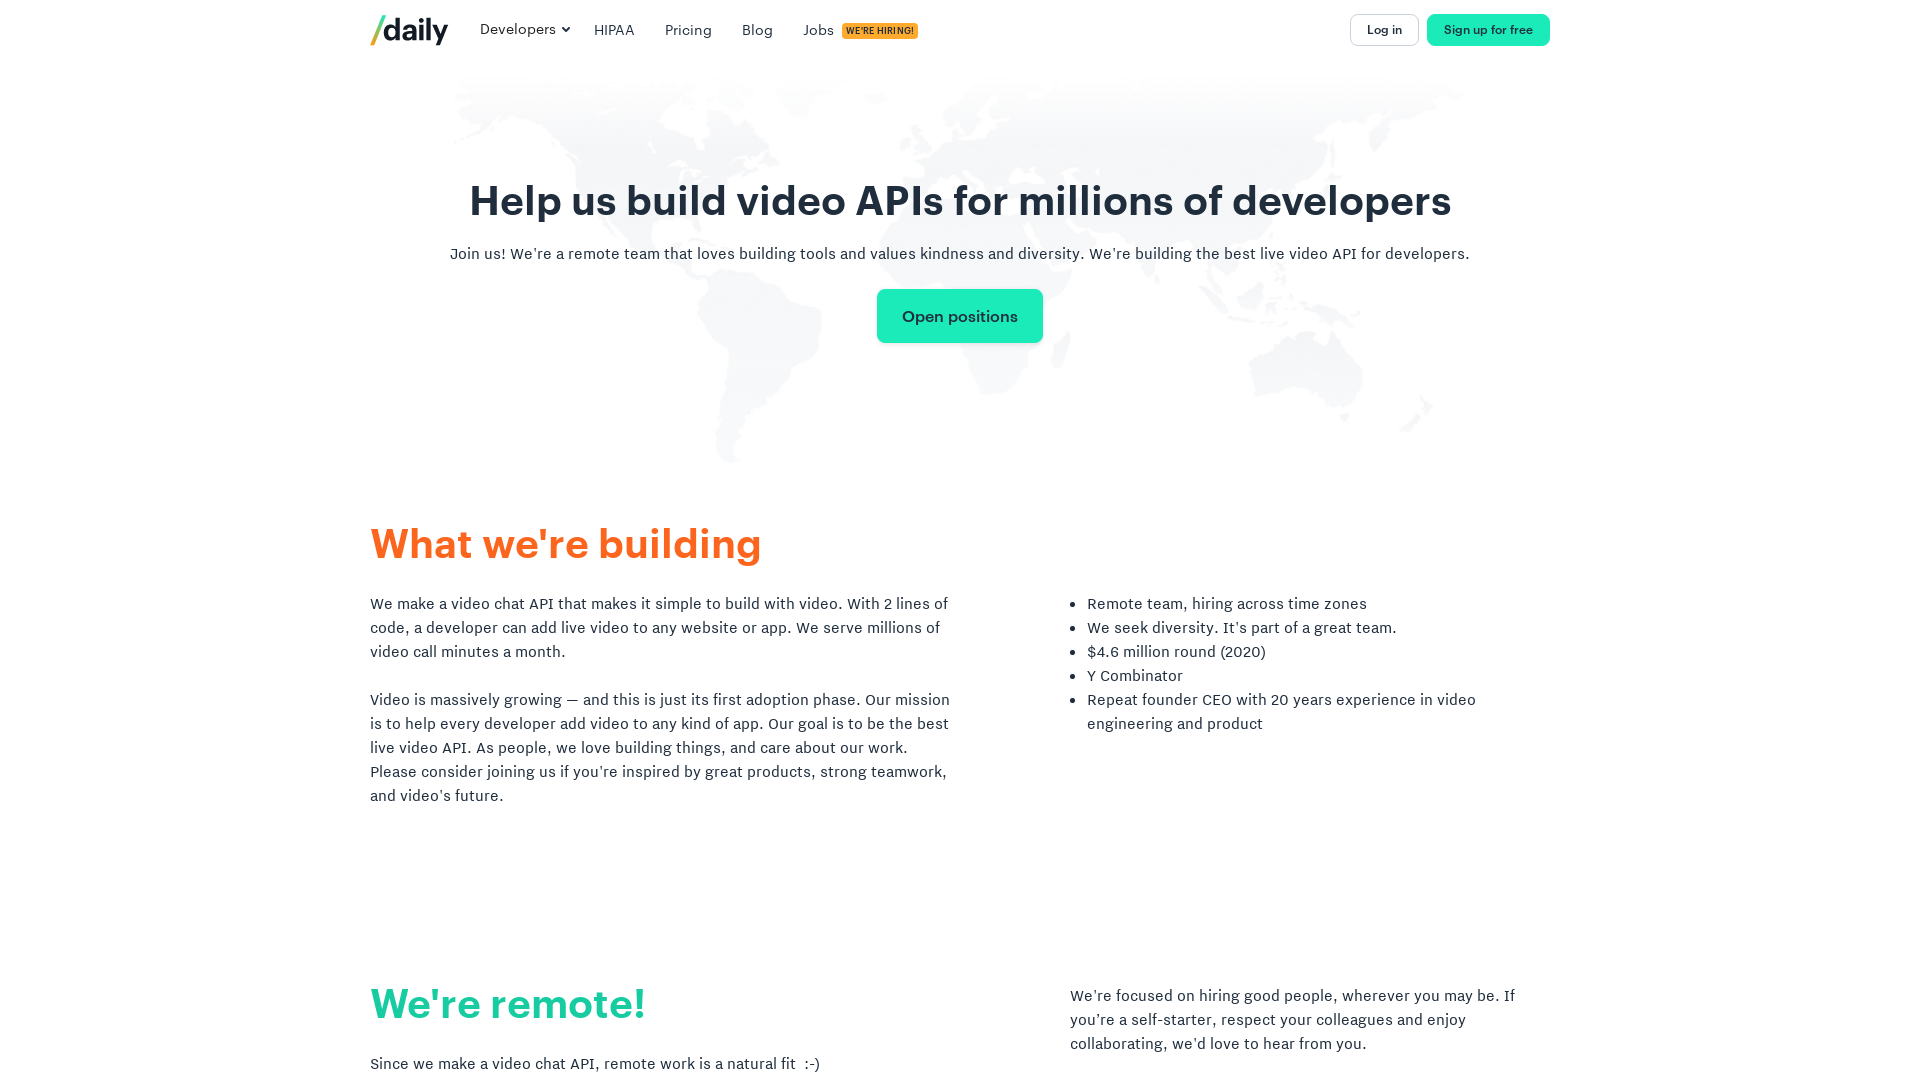 /daily
Developers
HIPAA
Pricing
Blog
Jobs
WE'RE HIRING!
Log in
Sign up for free
Help us build video APIs for millions of developers
Join us! We're a remote team that loves building tools and values kindness and diversity. We're building the best live video API for developers.
Open positions
What we're building
We make a video chat API that makes it simple to build with video. With 2 lines of
code, a developer can add live video to any website or app. We serve millions of
video call minutes a month.
Video is massively growing — and this is just its first adoption phase. Our mission
is to help every developer add video to any kind of app. Our goal is to be the best
live video API. As people, we love building things, and care about our work.
Please consider joining us if you're inspired by great products, strong teamwork,
and video's future.
Remote team, hiring across time zones
We seek diversity. It's part of a great team.
$4.6 million round (2020)
Y Combinator
Repeat founder CEO with 20 years experience in video
engineering and product
We're remote!
Since we make a video chat API, remote work is a natural fit  :-)
We're focused on hiring good people, wherever you may be. If
you’re a self-starter, respect your colleagues and enjoy
collaborating, we'd love to hear from you.